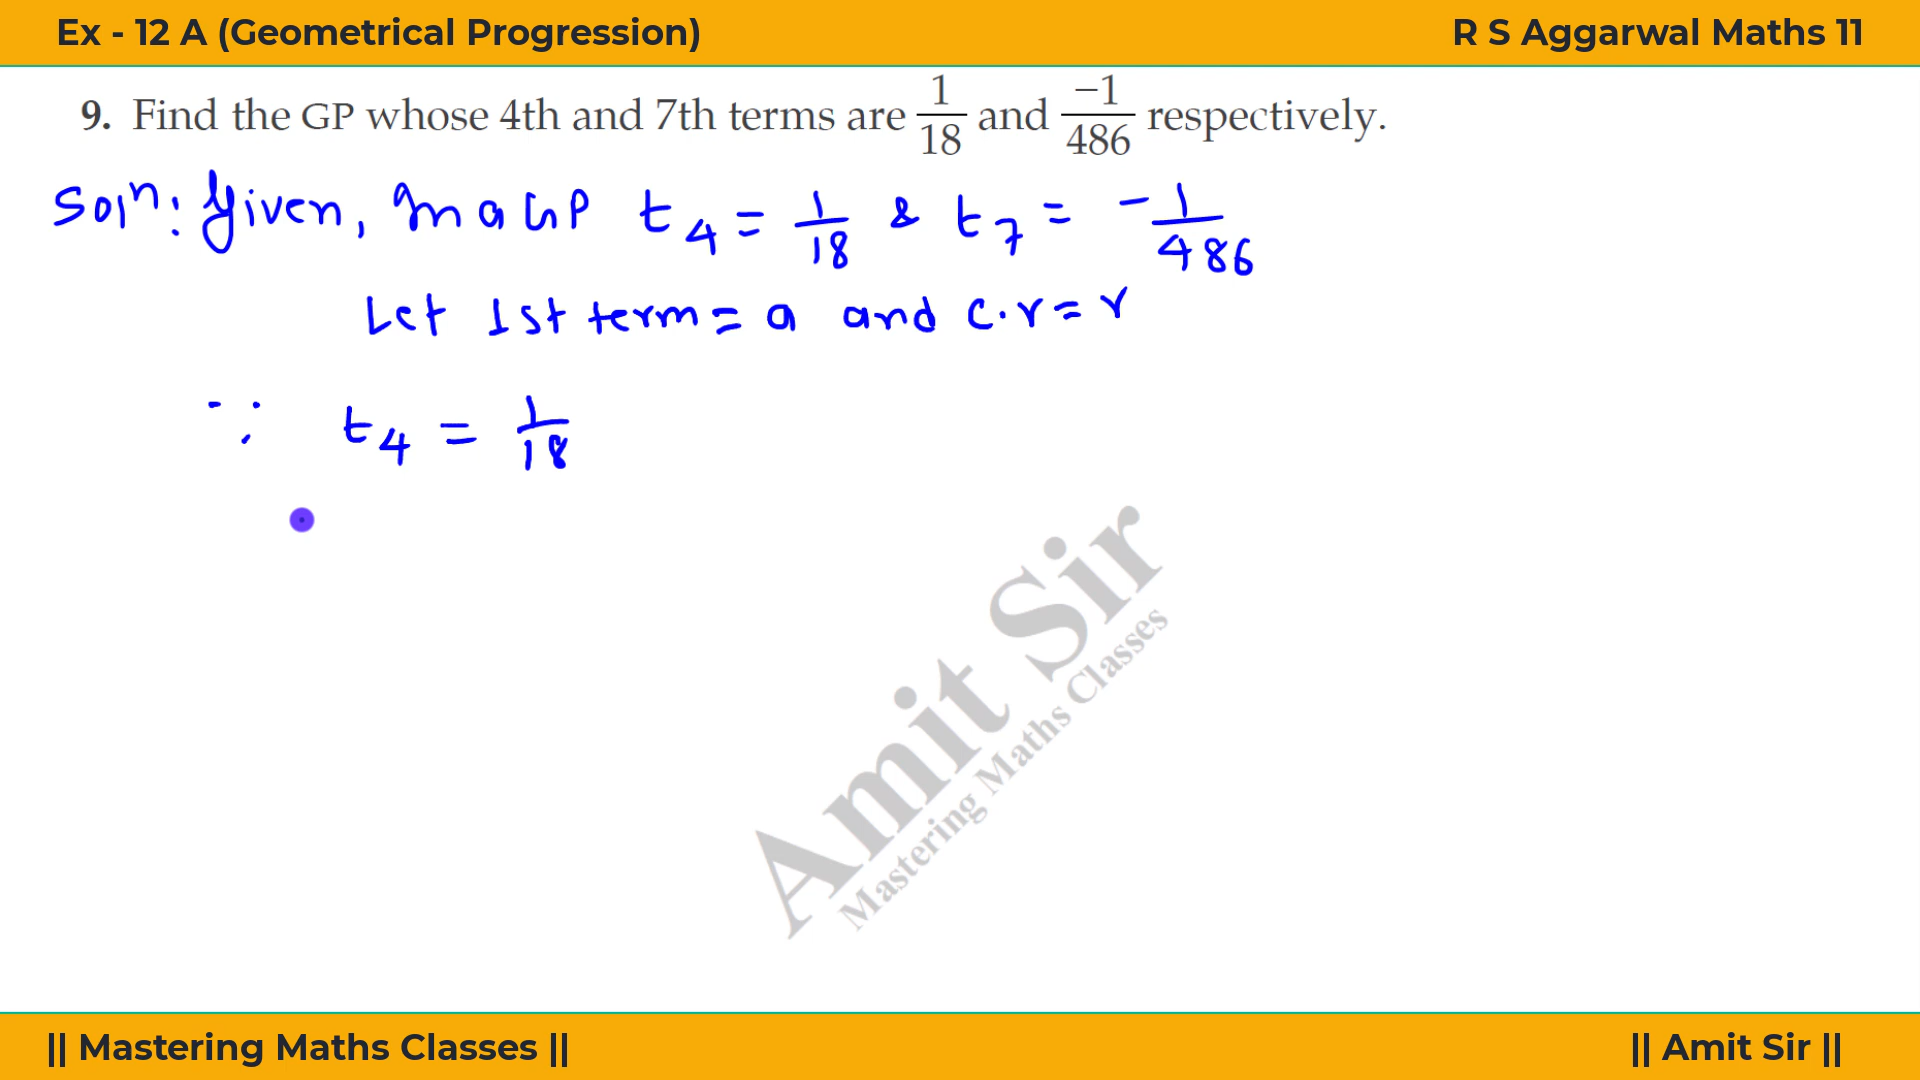 Ex - 12 A (Geometrical Progression)
R S Aggarwal Maths 11
9. Find the GP whose 4th and 7th terms are 1/18 and -1/486 respectively.
Solⁿ: Given, In a GP t₄ = 1/18 & t₇ = -1/486
Let 1st term = a and c.r = r
∵ t₄ = 1/18
Amit Sir
Mastering Maths Classes
|| Mastering Maths Classes ||
|| Amit Sir ||